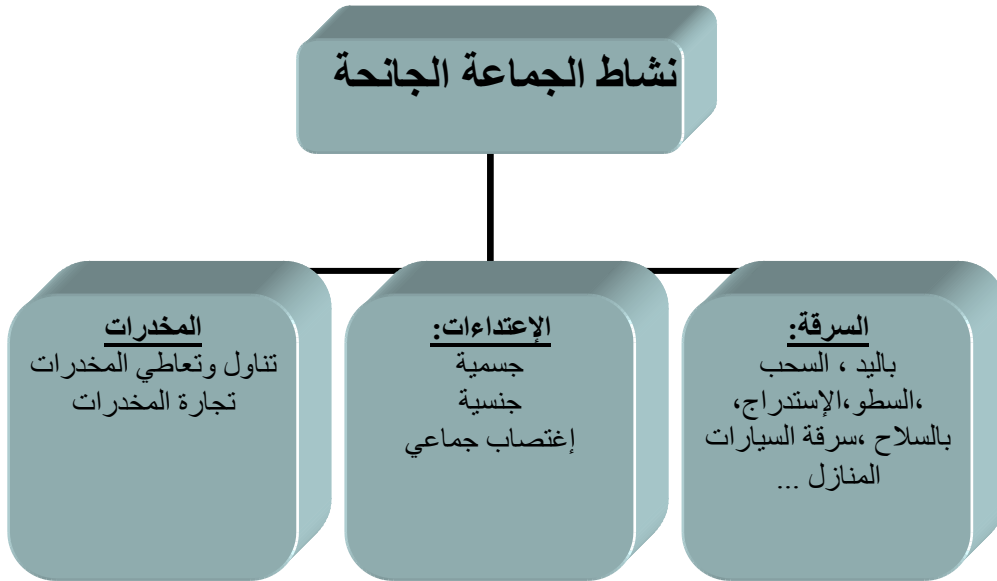 نشاط الجماعة الجانحة
السرقة:
باليد ، السحب
،السطو،الإستدراج،
بالسلاح ،سرقة السيارات
المنازل ...
الإعتداءات:
جسمية
جنسية
إغتصاب جماعي
المخدرات
تناول وتعاطي المخدرات
تجارة المخدرات